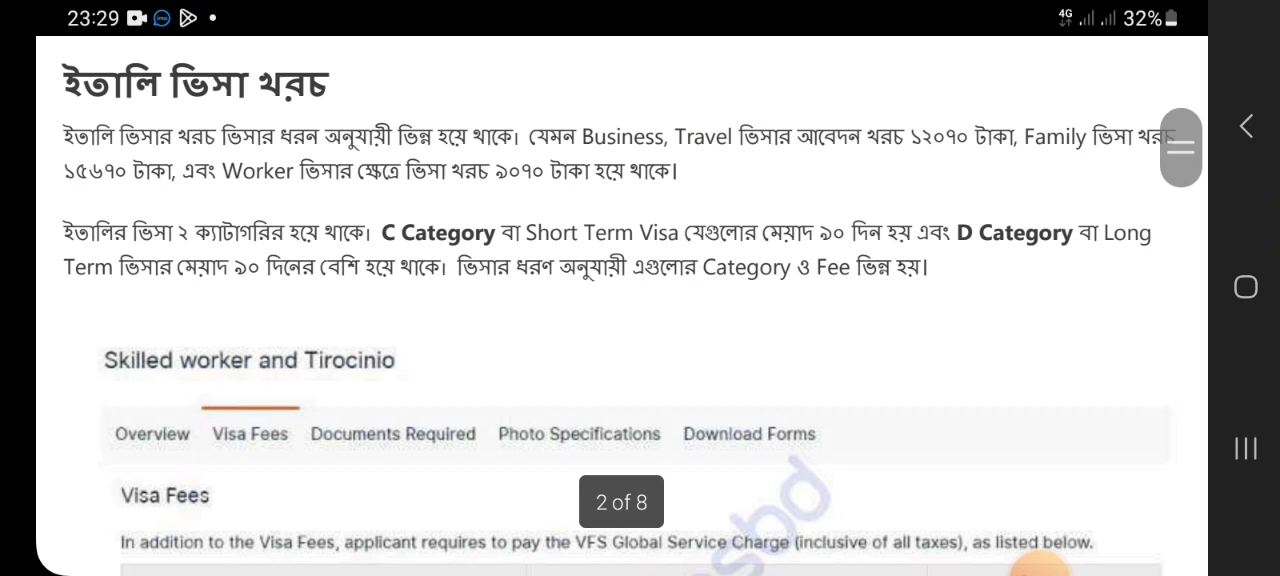 23:29
4G 32%
ইতালি ভিসা খরচ
ইতালি ভিসার খরচ ভিসার ধরন অনুযায়ী ভিন্ন হয়ে থাকে। যেমন Business, Travel ভিসার আবেদন খরচ ১২০৭০ টাকা, Family ভিসা খরচ
১৫৬৭০ টাকা, এবং Worker ভিসার ক্ষেত্রে ভিসা খরচ ৯০৭০ টাকা হয়ে থাকে।
ইতালির ভিসা ২ ক্যাটাগরির হয়ে থাকে। C Category বা Short Term Visa যেগুলোর মেয়াদ ৯০ দিন হয় এবং D Category বা Long
Term ভিসার মেয়াদ ৯০ দিনের বেশি হয়ে থাকে। ভিসার ধরণ অনুযায়ী এগুলোর Category ও Fee ভিন্ন হয়।
Skilled worker and Tirocinio
Overview Visa Fees Documents Required Photo Specifications Download Forms
Visa Fees
2 of 8
In addition to the Visa Fees, applicant requires to pay the VFS Global Service Charge (inclusive of all taxes), as listed below.